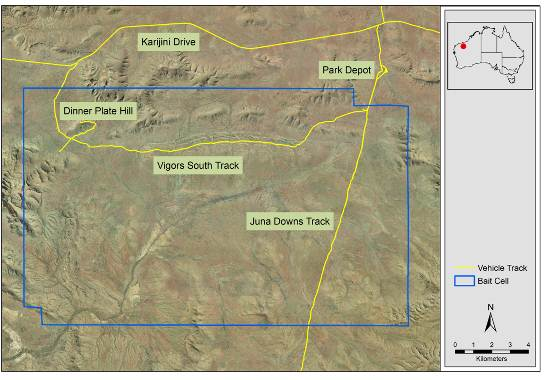 Karijini Drive
Park Depot
Dinner Plate Hill
Vigors South Track
Juna Downs Track
Vehicle Track
Bait Cell
N
0 1 2 3 4
Kilometers